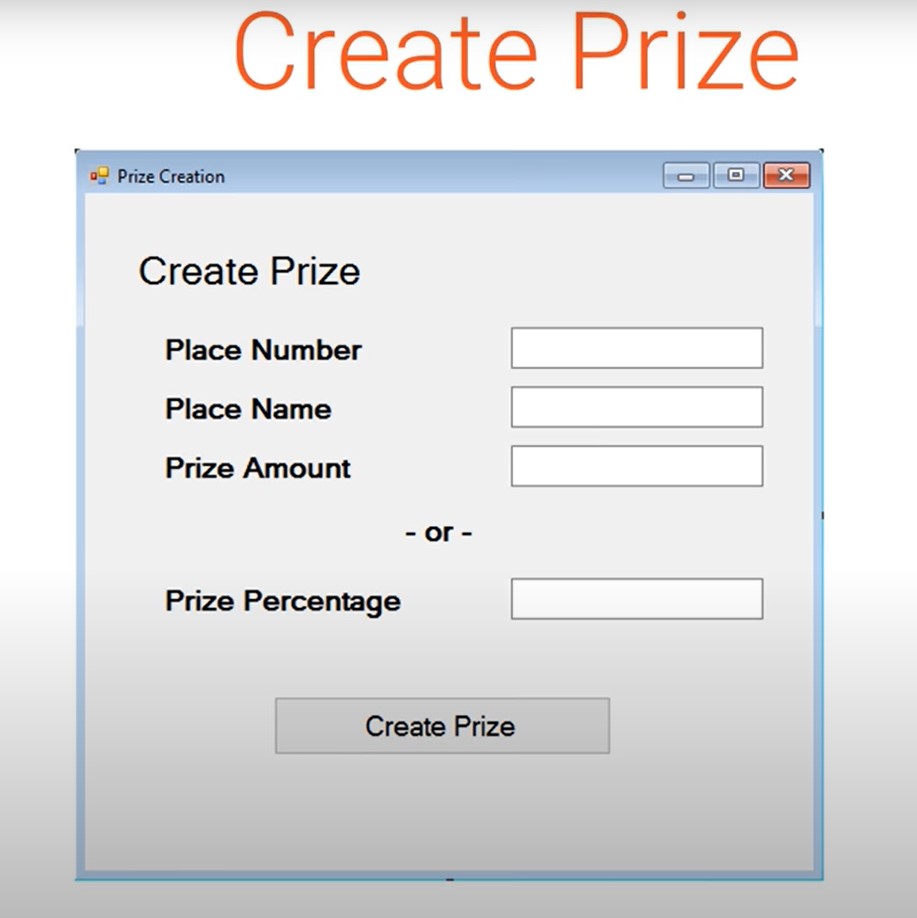 Create Prize
Prize Creation
Create Prize
Place Number
Place Name
Prize Amount
- or -
Prize Percentage
Create Prize